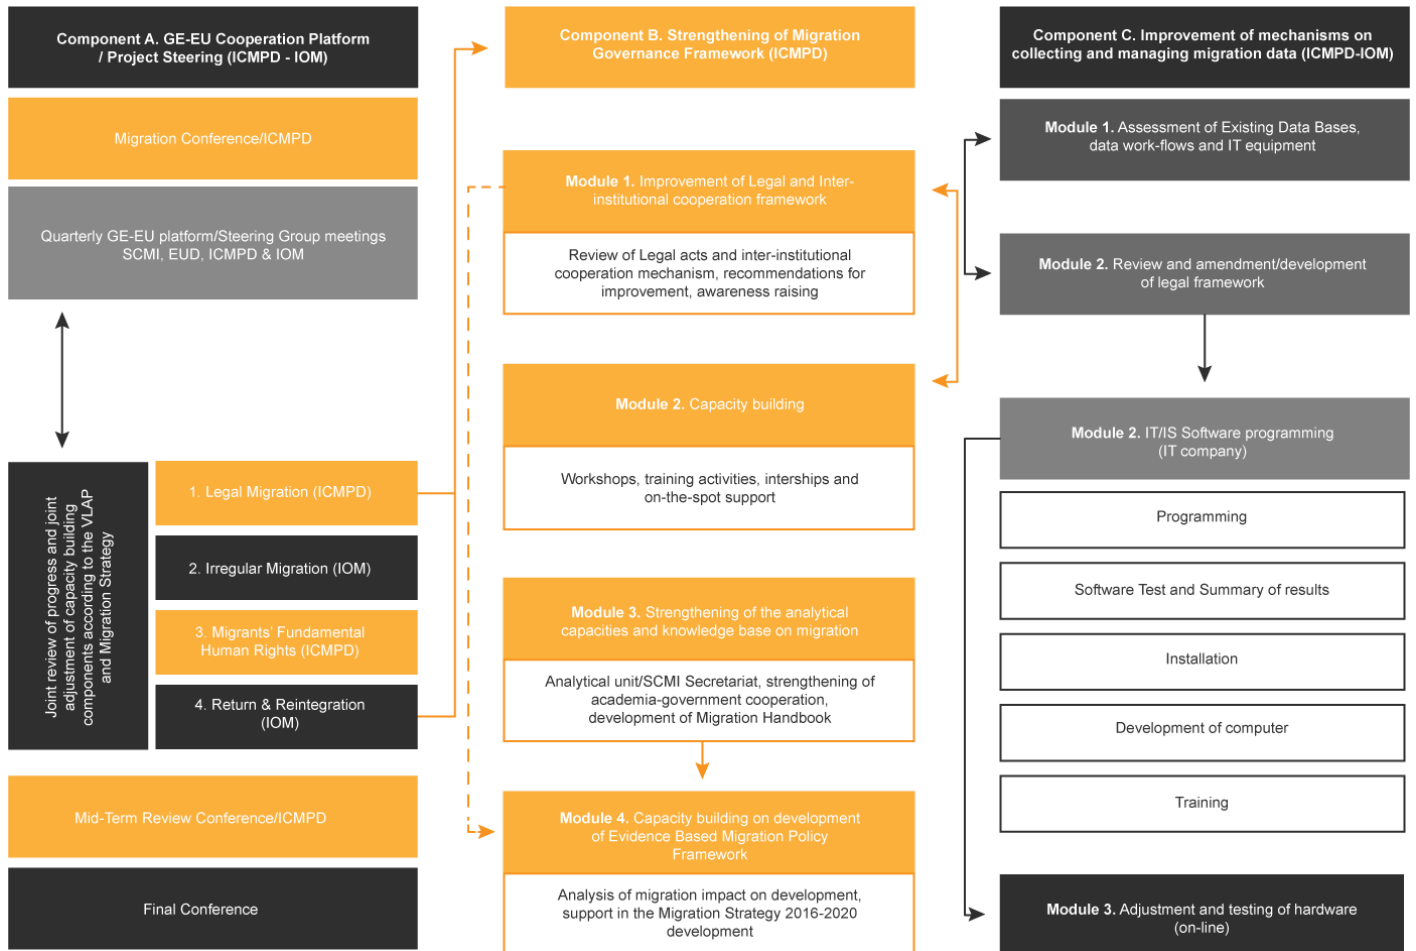 Component A. GE-EU Cooperation Platform
/ Project Steering (ICMPD - IOM)
Migration Conference/ICMPD
Quarterly GE-EU platform/Steering Group meetings
SCMI, EUD, ICMPD & IOM
Joint review of progress and joint
adjustment of capacity building
components according to the VLAP
and Migration Strategy
1. Legal Migration (ICMPD)
2. Irregular Migration (IOM)
3. Migrants’ Fundamental
Human Rights (ICMPD)
4. Return & Reintegration
(IOM)
Mid-Term Review Conference/ICMPD
Final Conference
Component B. Strengthening of Migration
Governance Framework (ICMPD)
Module 1. Improvement of Legal and Inter-
institutional cooperation framework
Review of Legal acts and inter-institutional
cooperation mechanism, recommendations for
improvement, awareness raising
Module 2. Capacity building
Workshops, training activities, interships and
on-the-spot support
Module 3. Strengthening of the analytical
capacities and knowledge base on migration
Analytical unit/SCMI Secretariat, strengthening of
academia-government cooperation,
development of Migration Handbook
Module 4. Capacity building on development
of Evidence Based Migration Policy
Framework
Analysis of migration impact on development,
support in the Migration Strategy 2016-2020
development
Component C. Improvement of mechanisms on
collecting and managing migration data (ICMPD-IOM)
Module 1. Assessment of Existing Data Bases,
data work-flows and IT equipment
Module 2. Review and amendment/development
of legal framework
Module 2. IT/IS Software programming
(IT company)
Programming
Software Test and Summary of results
Installation
Development of computer
Training
Module 3. Adjustment and testing of hardware
(on-line)